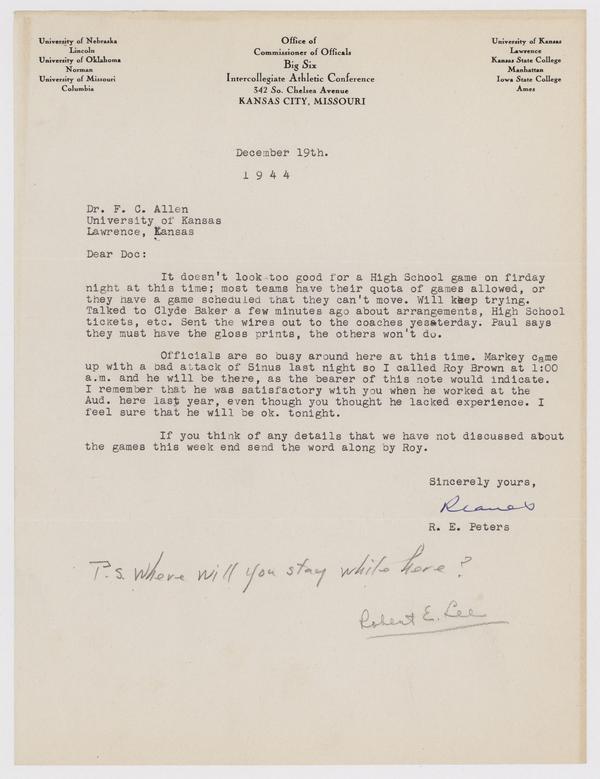 University of Nebraska
Lincoln
University of Oklahoma
Norman
University of Missouri
Columbia
Office of
Commissioner of Officals
Big Six
Intercollegiate Athletic Conference
342 So. Chelsea Avenue
KANSAS CITY, MISSOURI
University of Kansas
Lawrence
Kansas State College
Manhattan
Iowa State College
Ames
December 19th.
1 9 4 4
Dr. F. C. Allen
University of Kansas
Lawrence, Kansas
Dear Doc:
It doesn't look too good for a High School game on firday
night at this time; most teams have their quota of games allowed, or
they have a game scheduled that they can't move. Will keep trying.
Talked to Clyde Baker a few minutes ago about arrangements, High School
tickets, etc. Sent the wires out to the coaches yesterday. Paul says
they must have the gloss prints, the others won't do.
Officials are so busy around here at this time. Markey came
up with a bad attack of Sinus last night so I called Roy Brown at 1:00
a.m. and he will be there, as the bearer of this note would indicate.
I remember that he was satisfactory with you when he worked at the
Aud. here last year, even though you thought he lacked experience. I
feel sure that he will be ok. tonight.
If you think of any details that we have not discussed about
the games this week end send the word along by Roy.
Sincerely yours,
R. E. Peters
P.S. Where will you stay while here?
Robert E. Lee